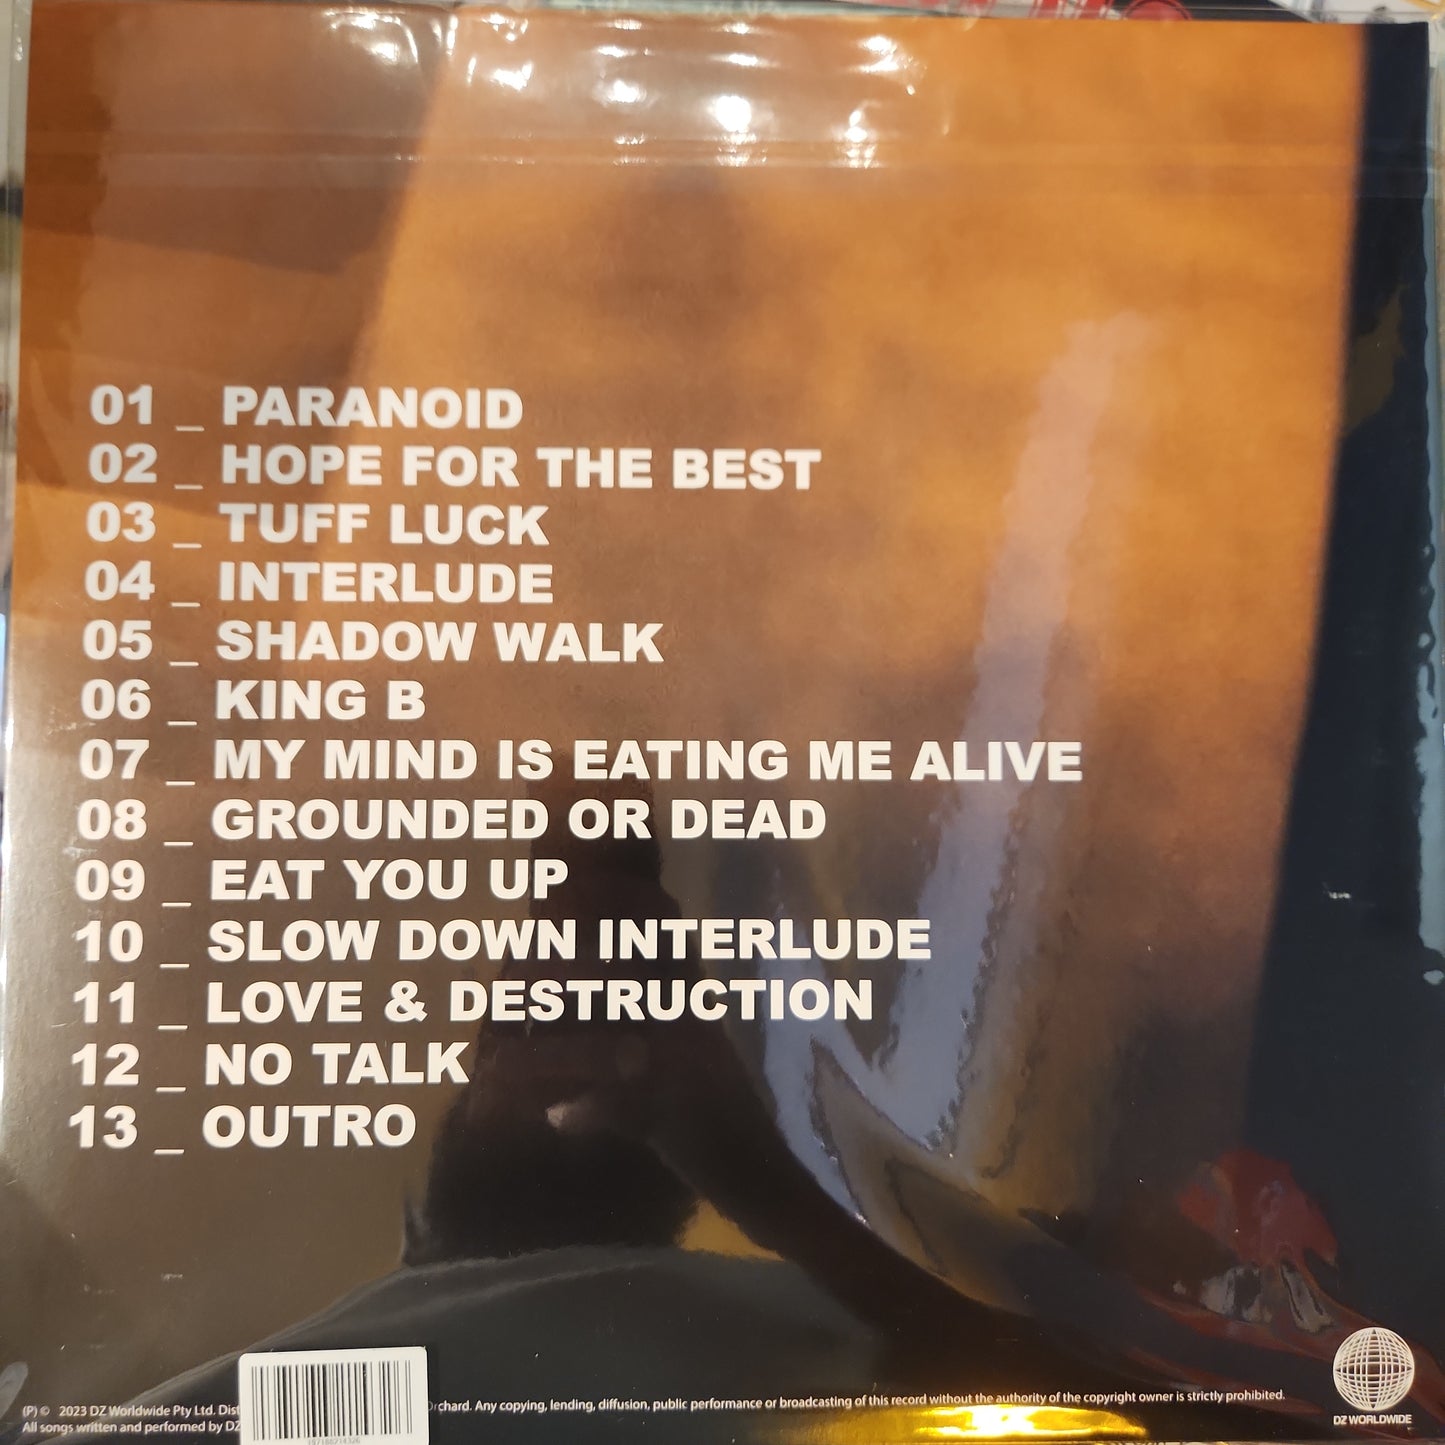 01 _ PARANOID
02 _ HOPE FOR THE BEST
03 _ TUFF LUCK
04 _ INTERLUDE
05 _ SHADOW WALK
06 _ KING B
07 _ MY MIND IS EATING ME ALIVE
08 _ GROUNDED OR DEAD
09 _ EAT YOU UP
10 _ SLOW DOWN INTERLUDE
11 _ LOVE & DESTRUCTION
12 _ NO TALK
13 _ OUTRO
(P) © 2023 DZ Worldwide Pty Ltd. Dist rchard. Any copying, lending, diffusion, public performance or broadcasting of this record without the authority of the copyright owner is strictly prohibited.
All songs written and performed by DZ
DZ WORLDWIDE